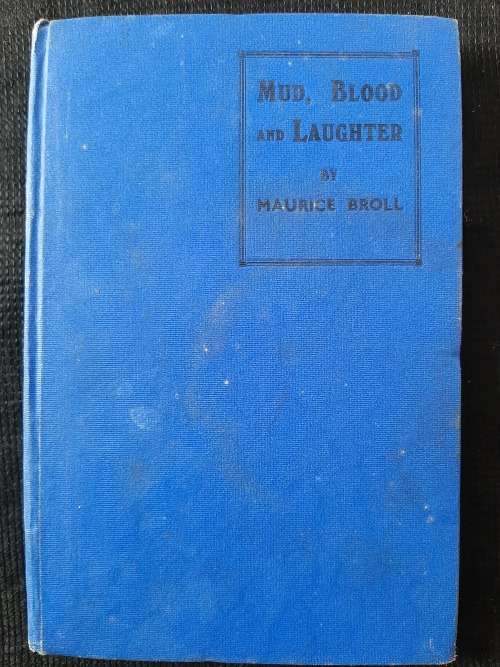 MUD, BLOOD
AND LAUGHTER
BY
MAURICE BROLL